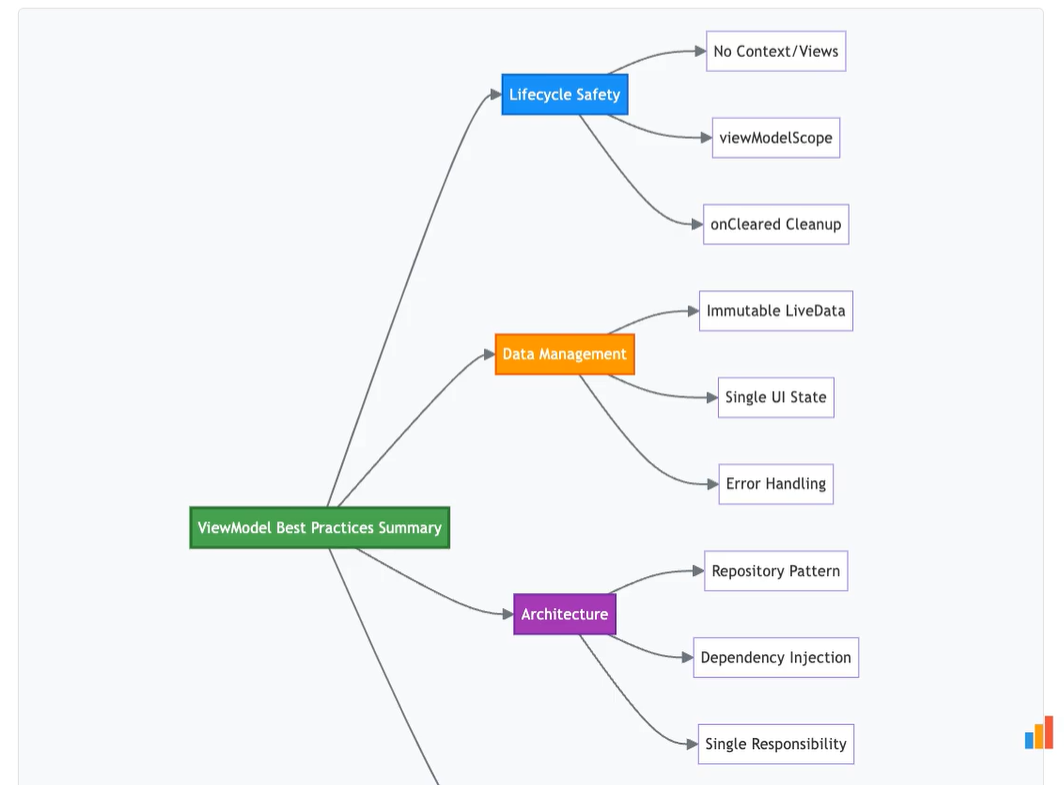 No Context/Views
Lifecycle Safety
viewModelScope
onCleared Cleanup
Immutable LiveData
Data Management
Single UI State
Error Handling
ViewModel Best Practices Summary
Repository Pattern
Architecture
Dependency Injection
Single Responsibility